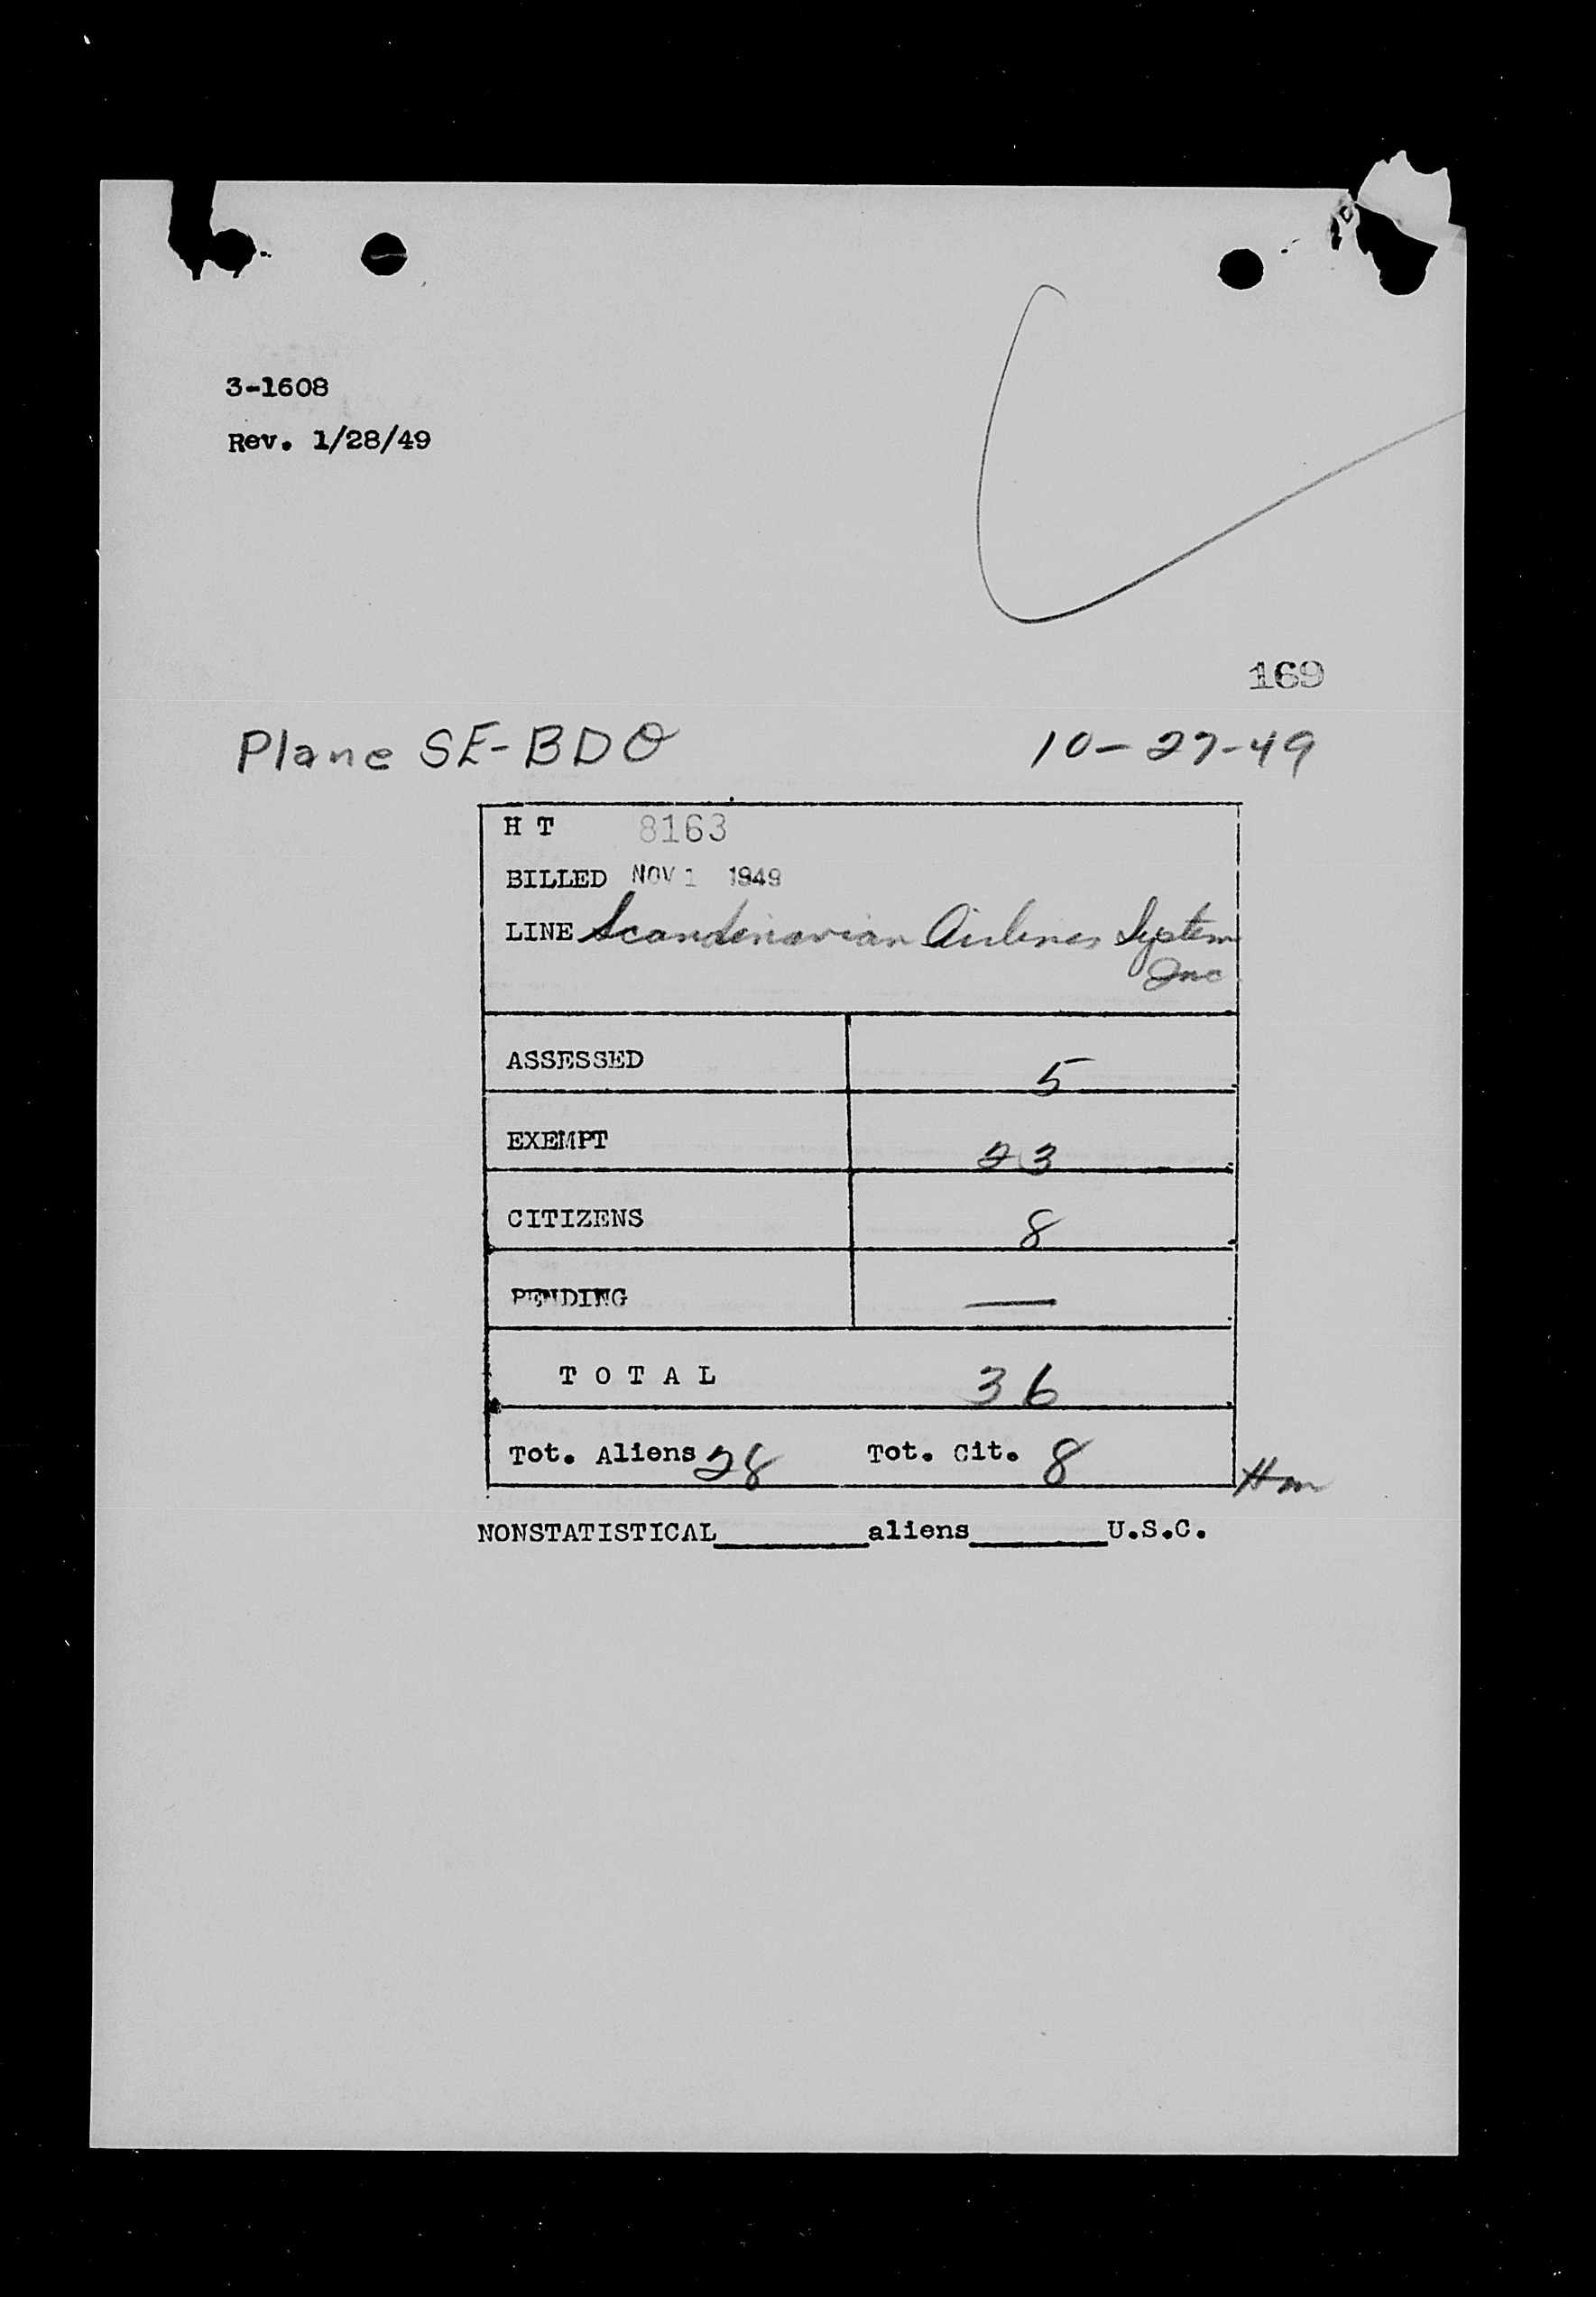 3-1608
Rev. 1/28/49
169
Plane SE-BDO 10-27-49
H T 8163
BILLED NOV 1 1949
LINE Scandinavian Airlines System
Inc
ASSESSED 5
EXEMPT 23
CITIZENS 8
PENDING —
TOTAL 36
Tot. Aliens 28 Tot. Cit. 8
NONSTATISTICAL________aliens_______U.S.C.